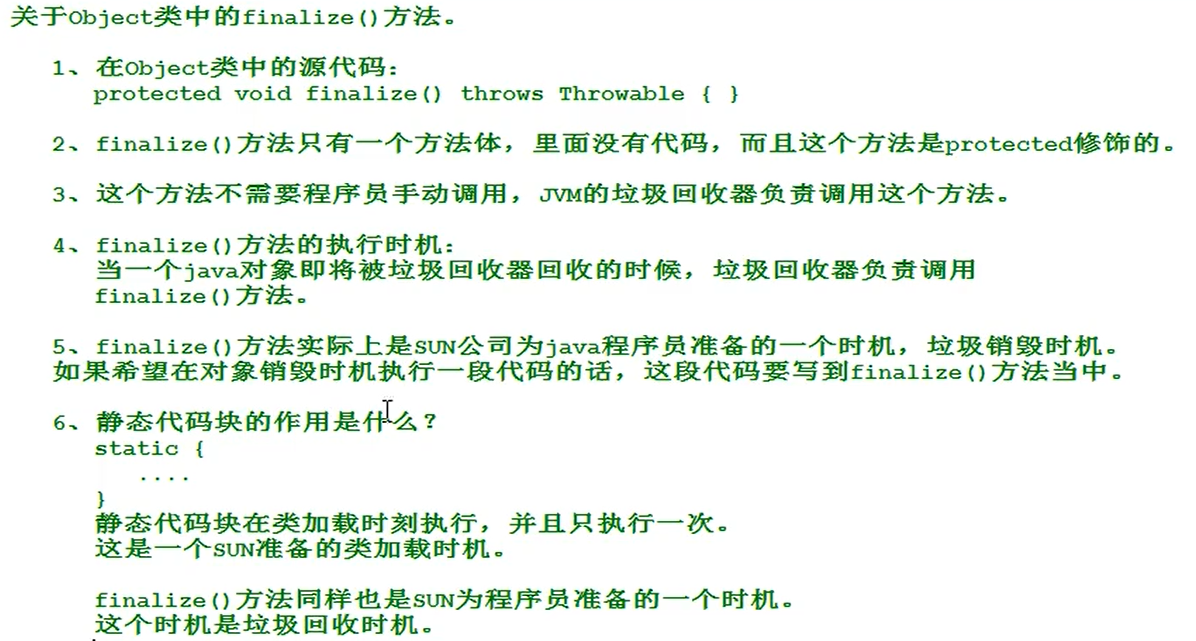 关于Object类中的finalize()方法。
1、在Object类中的源代码：
protected void finalize() throws Throwable { }
2、finalize()方法只有一个方法体，里面没有代码，而且这个方法是protected修饰的。
3、这个方法不需要程序员手动调用，JVM的垃圾回收器负责调用这个方法。
4、finalize()方法的执行时机：
当一个java对象即将被垃圾回收器回收的时候，垃圾回收器负责调用
finalize()方法。
5、finalize()方法实际上是SUN公司为java程序员准备的一个时机，垃圾销毁时机。
如果希望在对象销毁时机执行一段代码的话，这段代码要写到finalize()方法当中。
6、静态代码块的作用是什么？
static {
....
}
静态代码块在类加载时刻执行，并且只执行一次。
这是一个SUN准备的类加载时机。
finalize()方法同样也是SUN为程序员准备的一个时机。
这个时机是垃圾回收时机。